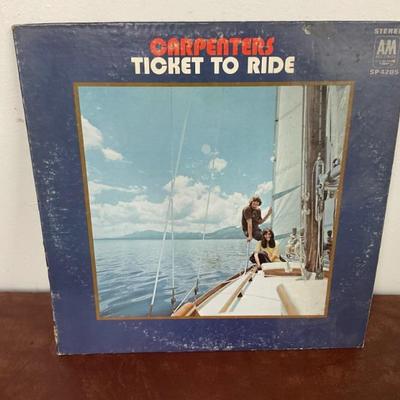 CARPENTERS
TICKET TO RIDE
STEREO
A&M
SP 4205